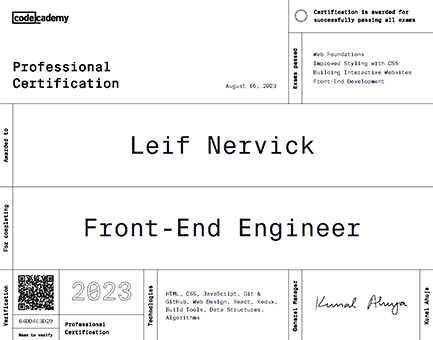 codecademy
Certification is awarded for
successfully passing all exams
Professional
Certification
August 16, 2023
Exams passed
Web Foundations
Improved Styling with CSS
Building Interactive Websites
Front-End Development
Awarded to
Leif Nervick
For completing
Front-End Engineer
Verification
Scan to verify
2023
Professional
Certification
Technologies
HTML, CSS, JavaScript, Git &
GitHub, Web Design, React, Redux,
Build Tools, Data Structures,
Algorithms
General Manager
Kunal Ahuja
Kunal Ahuja